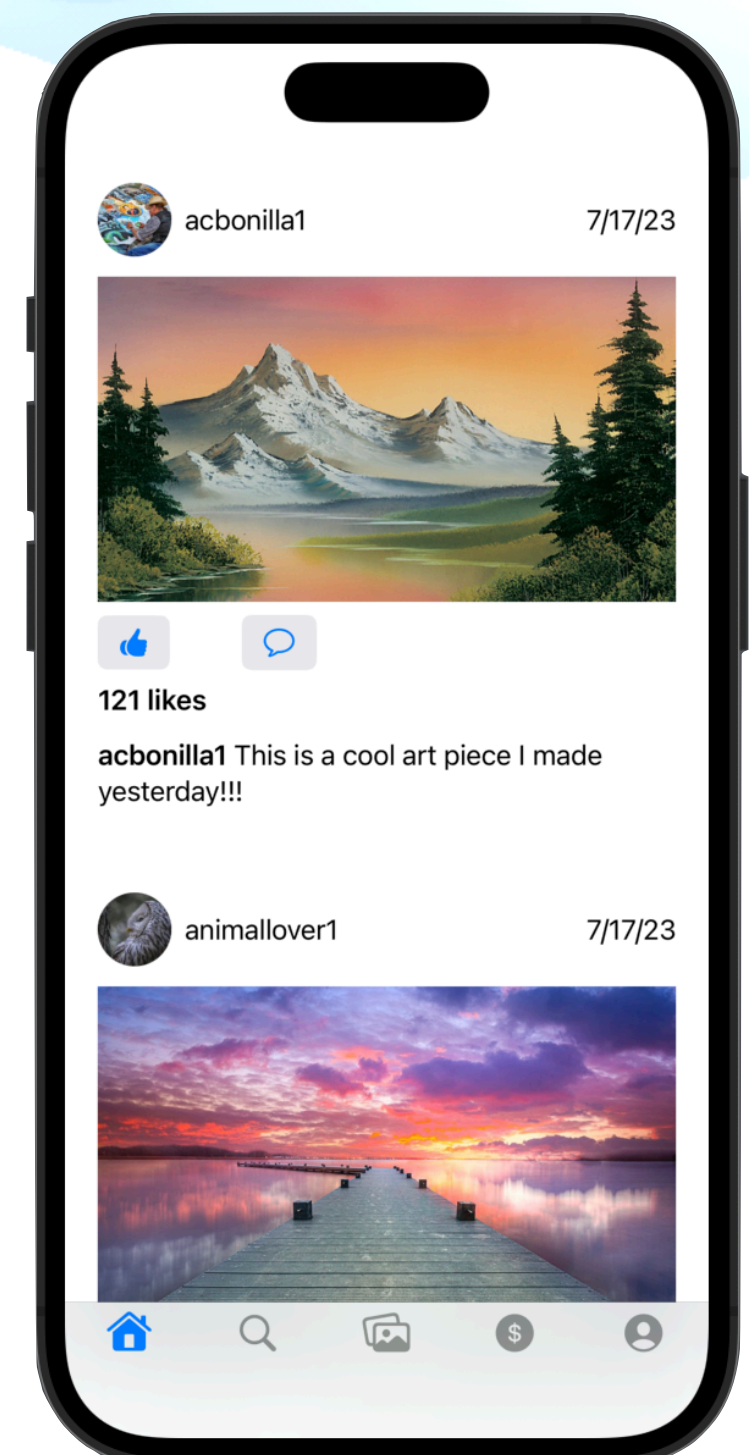 acbonilla1 7/17/23
121 likes
acbonilla1 This is a cool art piece I made
yesterday!!!
animallover1 7/17/23
$